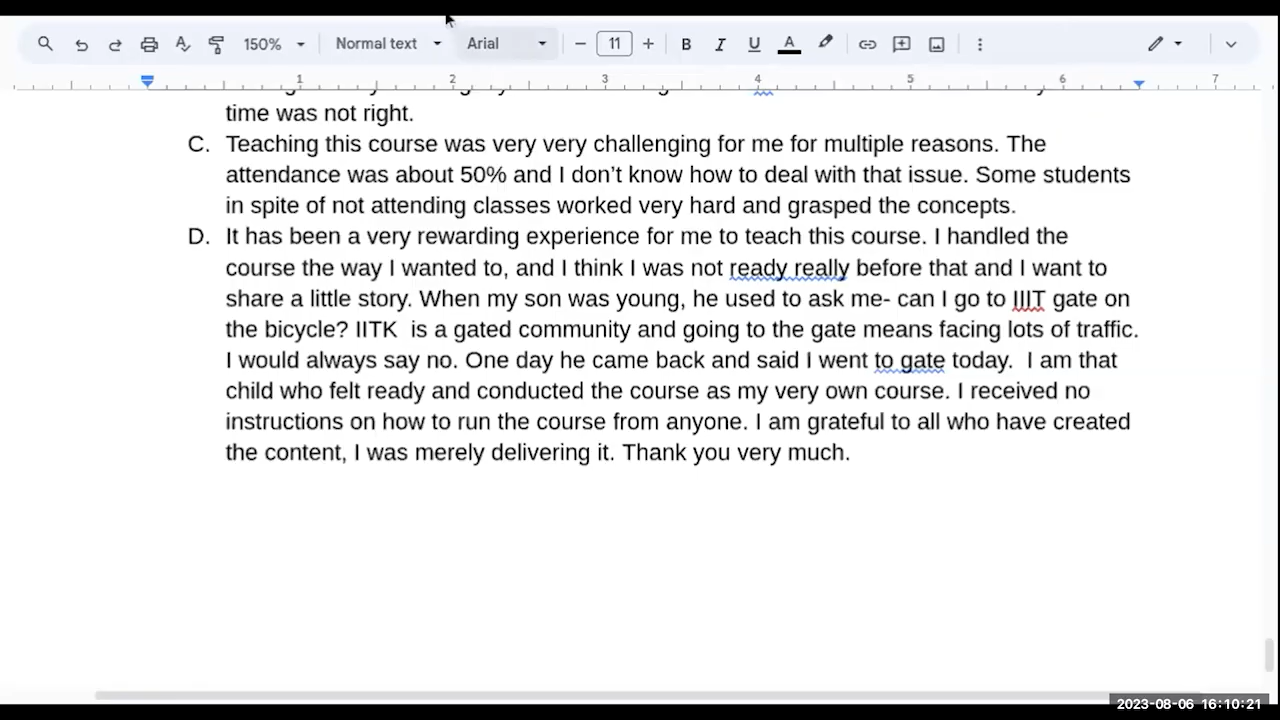 150%
Normal text
Arial
11
B I U A
1 2 3 4 5 6 7
time was not right.
C. Teaching this course was very very challenging for me for multiple reasons. The
attendance was about 50% and I don’t know how to deal with that issue. Some students
in spite of not attending classes worked very hard and grasped the concepts.
D. It has been a very rewarding experience for me to teach this course. I handled the
course the way I wanted to, and I think I was not ready really before that and I want to
share a little story. When my son was young, he used to ask me- can I go to IIIT gate on
the bicycle? IITK  is a gated community and going to the gate means facing lots of traffic.
I would always say no. One day he came back and said I went to gate today.  I am that
child who felt ready and conducted the course as my very own course. I received no
instructions on how to run the course from anyone. I am grateful to all who have created
the content, I was merely delivering it. Thank you very much.
2023-08-06 16:10:21